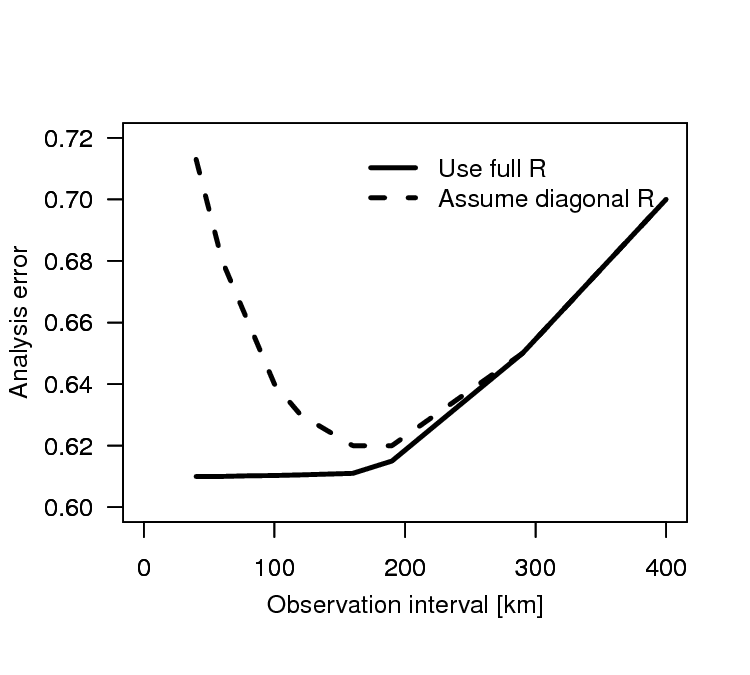 0.72
Use full R
Assume diagonal R
0.70
0.68
0.66
0.64
0.62
0.60
Analysis error
0 100 200 300 400
Observation interval [km]